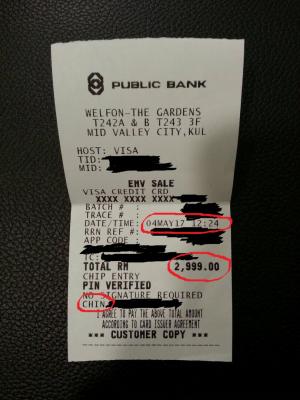 PUBLIC BANK
WELFON-THE GARDENS
T242A & B T243 3F
MID VALLEY CITY,KUL
HOST: VISA
TID:
MID:
EMV SALE
VISA CREDIT CRD
XXXX XXXX XXXX
BATCH # :
TRACE # :
DATE/TIME: 04MAY17 12:24
RRN REF #:
APP CODE :
TC:
TOTAL RM 2,999.00
CHIP ENTRY
PIN VERIFIED
NO SIGNATURE REQUIRED
CHIN
I AGREE TO PAY THE ABOVE TOTAL AMOUNT
ACCORDING TO CARD ISSUER AGREEMENT
*** CUSTOMER COPY ***